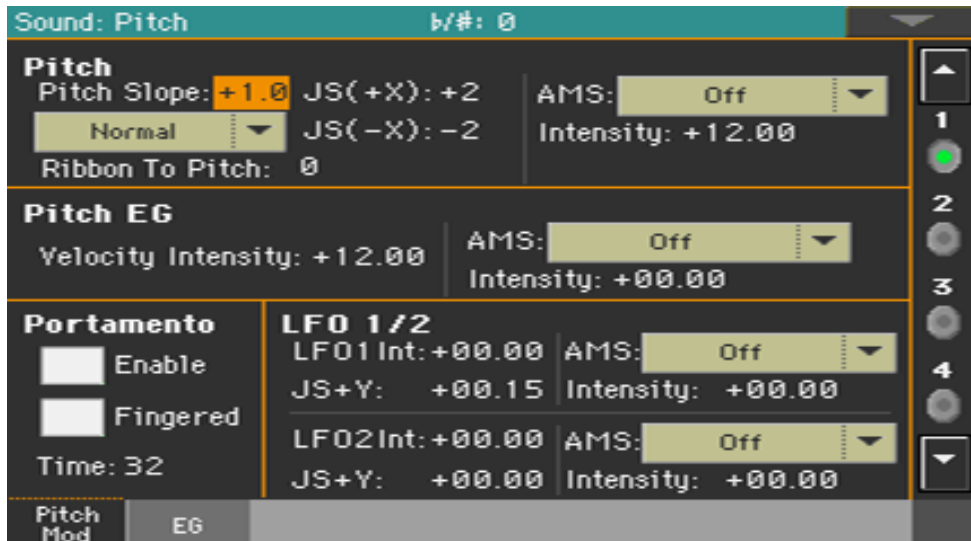 Sound: Pitch ♭/#: 0
Pitch
Pitch Slope: +1.0 JS(+X): +2 AMS: Off
Normal JS(-X): -2 Intensity: +12.00
Ribbon To Pitch: 0
Pitch EG
Velocity Intensity: +12.00 AMS: Off
Intensity: +00.00
Portamento
Enable
Fingered
Time: 32
LFO 1/2
LFO1 Int: +00.00 AMS: Off
JS+Y: +00.15 Intensity: +00.00
LFO2 Int: +00.00 AMS: Off
JS+Y: +00.00 Intensity: +00.00
1
2
3
4
Pitch
Mod
EG